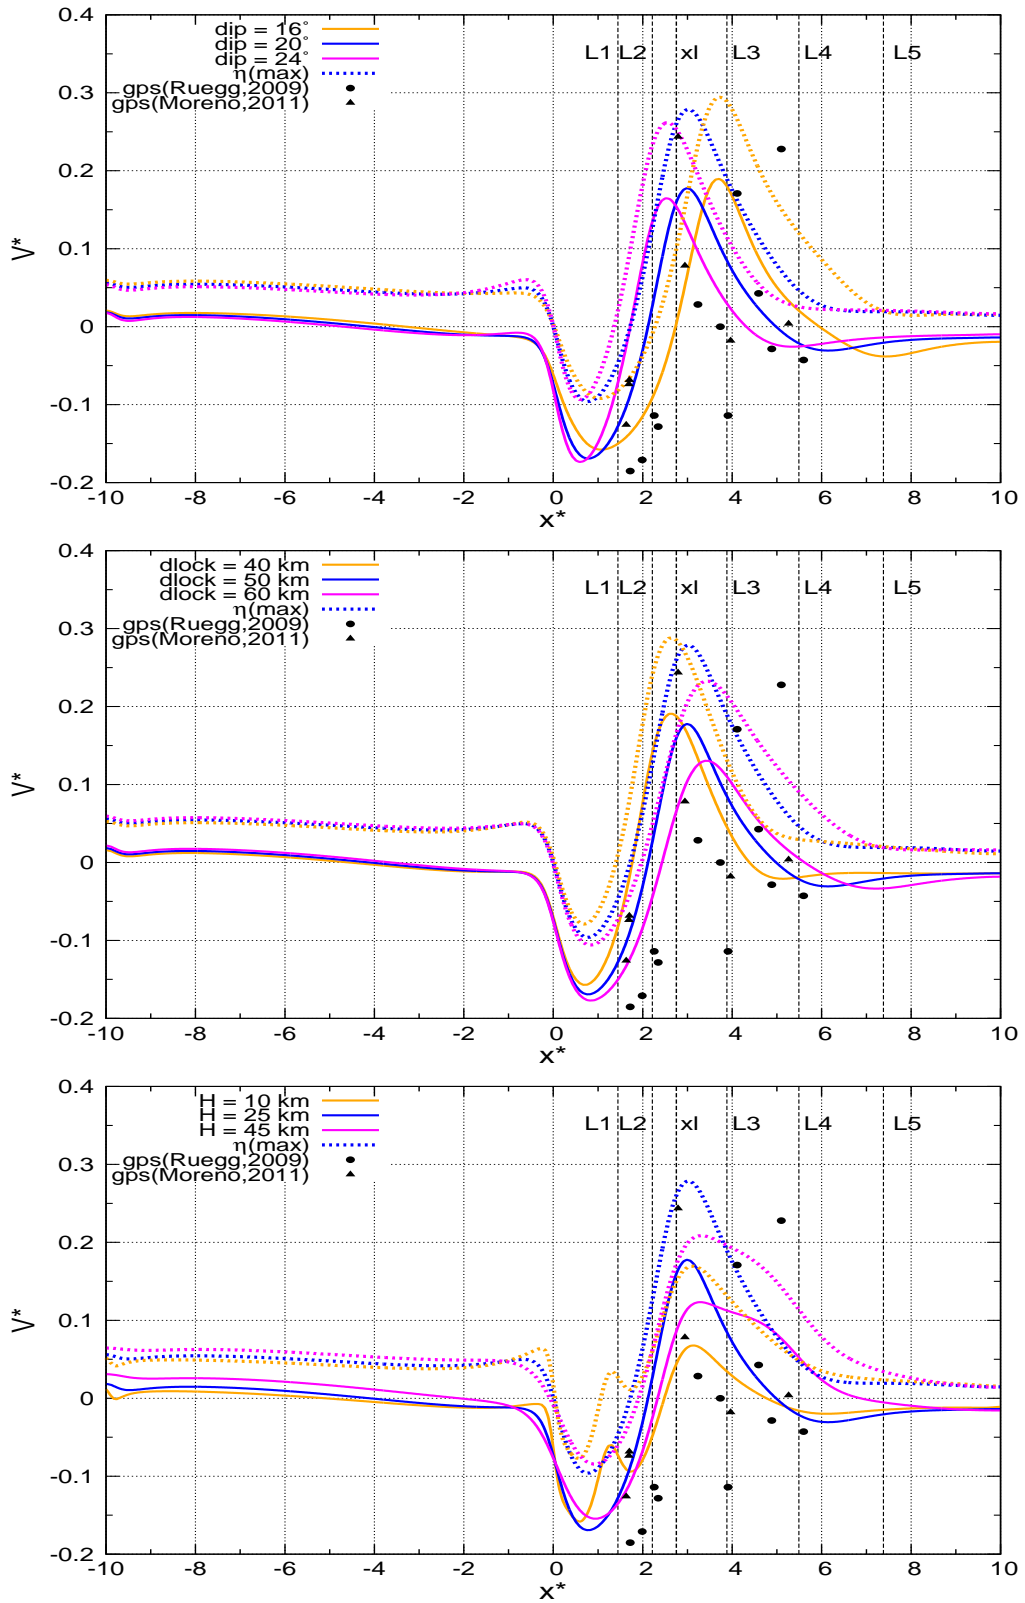 0.4
dip = 16°
dip = 20°
dip = 24°
η(max)
gps(Ruegg,2009)
gps(Moreno,2011)
L1 L2 xl L3 L4 L5
0.3
0.2
0.1
0
-0.1
-0.2
V*
-10 -8 -6 -4 -2 0 2 4 6 8 10
x*
0.4
dlock = 40 km
dlock = 50 km
dlock = 60 km
η(max)
gps(Ruegg,2009)
gps(Moreno,2011)
L1 L2 xl L3 L4 L5
0.3
0.2
0.1
0
-0.1
-0.2
V*
-10 -8 -6 -4 -2 0 2 4 6 8 10
x*
0.4
H = 10 km
H = 25 km
H = 45 km
η(max)
gps(Ruegg,2009)
gps(Moreno,2011)
L1 L2 xl L3 L4 L5
0.3
0.2
0.1
0
-0.1
-0.2
V*
-10 -8 -6 -4 -2 0 2 4 6 8 10
x*